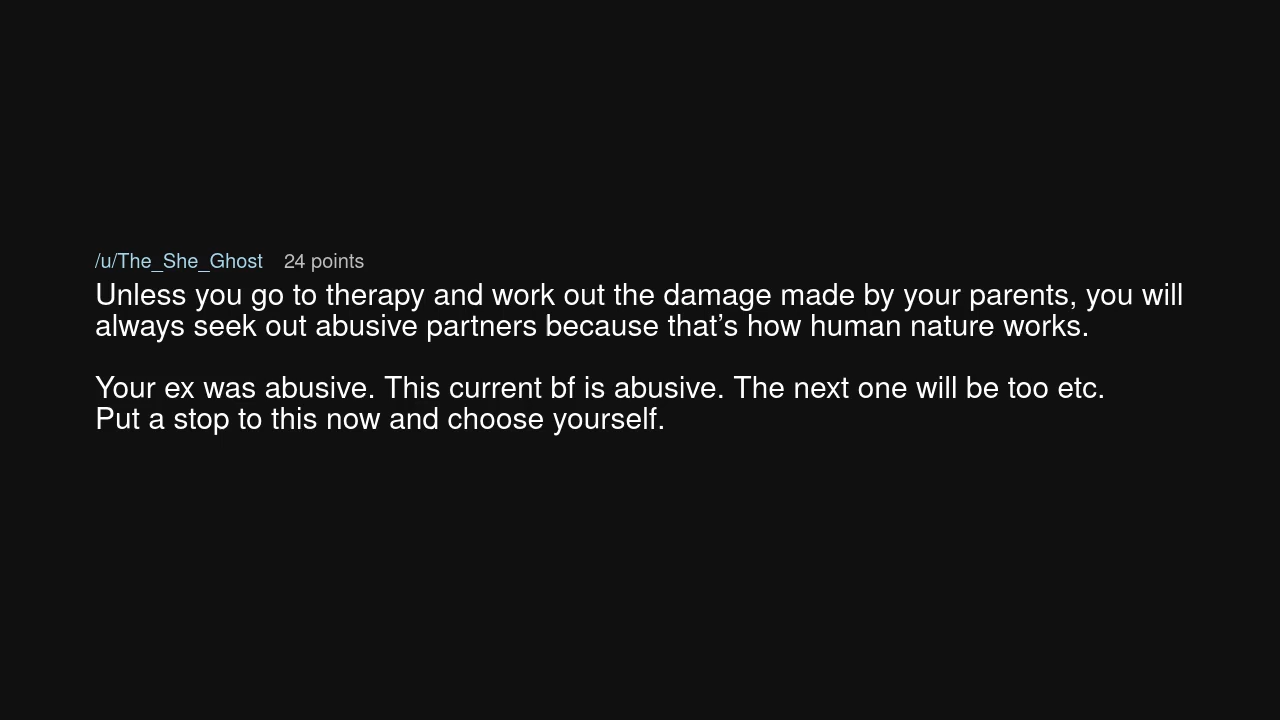 /u/The_She_Ghost 24 points
Unless you go to therapy and work out the damage made by your parents, you will
always seek out abusive partners because that’s how human nature works.
Your ex was abusive. This current bf is abusive. The next one will be too etc.
Put a stop to this now and choose yourself.